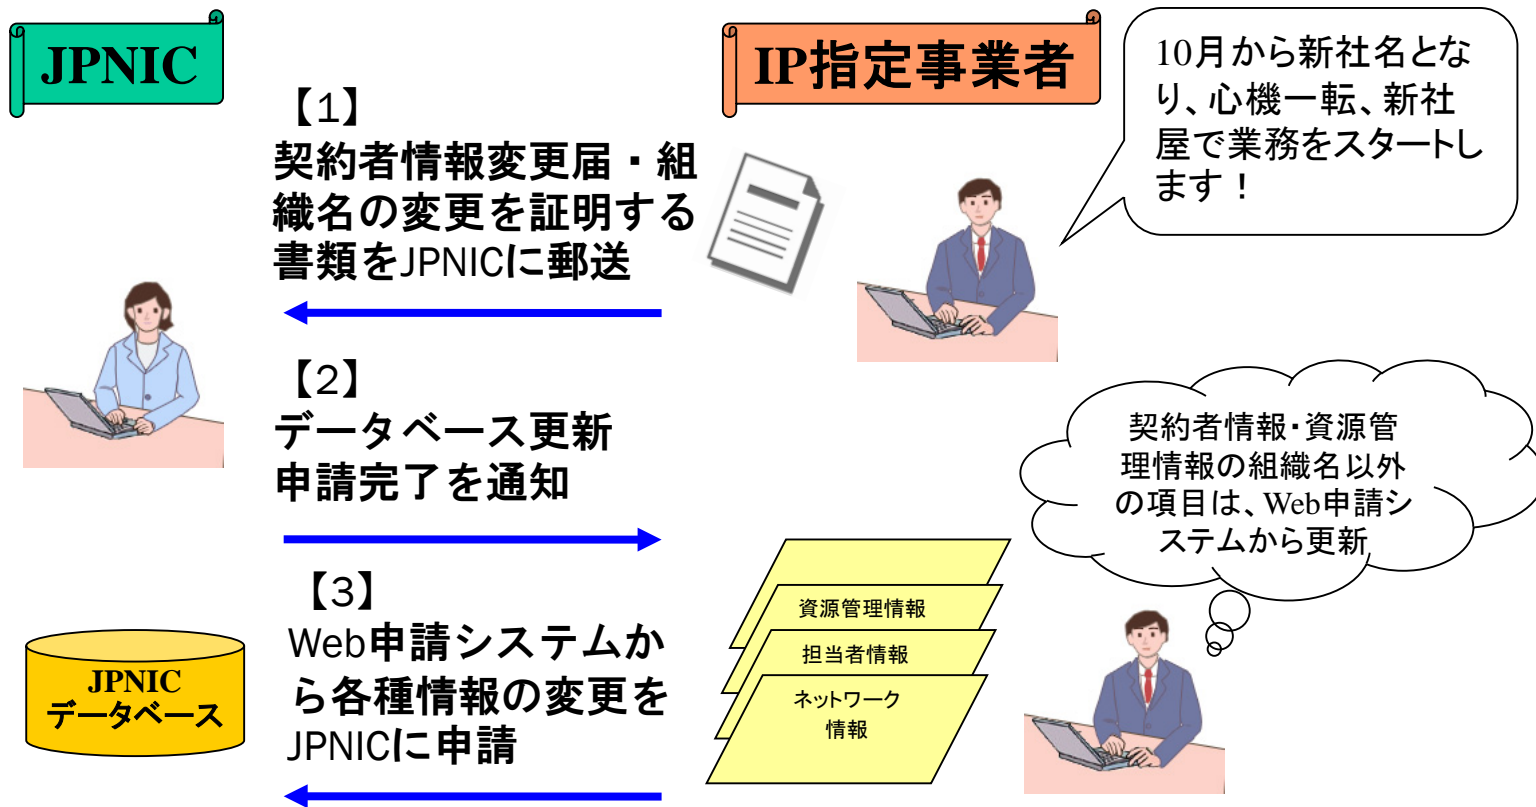 JPNIC
IP指定事業者
10月から新社名とな
り、心機一転、新社
屋で業務をスタートし
ます！
【1】
契約者情報変更届・組
織名の変更を証明する
書類をJPNICに郵送
【2】
データベース更新
申請完了を通知
契約者情報・資源管
理情報の組織名以外
の項目は、Web申請シ
ステムから更新
【3】
Web申請システムか
ら各種情報の変更を
JPNICに申請
資源管理情報
担当者情報
ネットワーク
情報
JPNIC
データベース